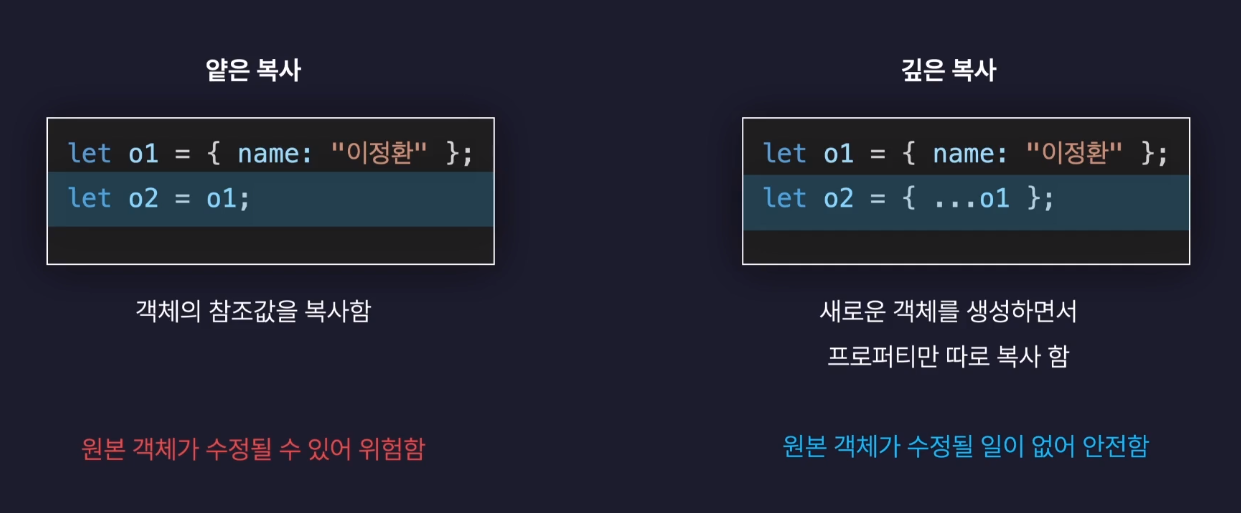 얕은 복사
let o1 = { name: "이정환" };
let o2 = o1;
객체의 참조값을 복사함
원본 객체가 수정될 수 있어 위험함
깊은 복사
let o1 = { name: "이정환" };
let o2 = { ...o1 };
새로운 객체를 생성하면서
프로퍼티만 따로 복사 함
원본 객체가 수정될 일이 없어 안전함